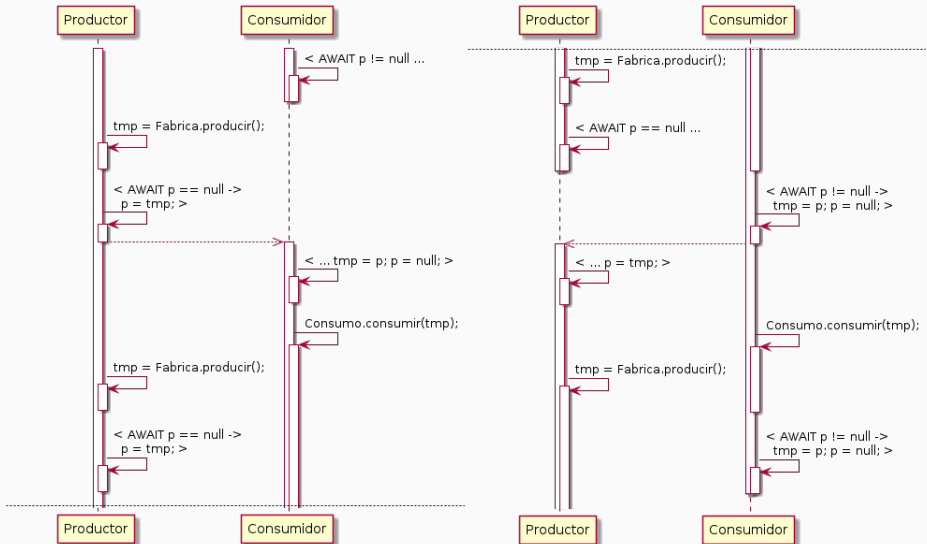 Productor
Consumidor
< AWAIT p != null ...
tmp = Fabrica.producir();
< AWAIT p == null ->
p = tmp; >
< ... tmp = p; p = null; >
Consumo.consumir(tmp);
tmp = Fabrica.producir();
< AWAIT p == null ->
p = tmp; >
Productor
Consumidor
Productor
Consumidor
tmp = Fabrica.producir();
< AWAIT p == null ...
< AWAIT p != null ->
tmp = p; p = null; >
< ... p = tmp; >
Consumo.consumir(tmp);
tmp = Fabrica.producir();
< AWAIT p != null ->
tmp = p; p = null; >
Productor
Consumidor